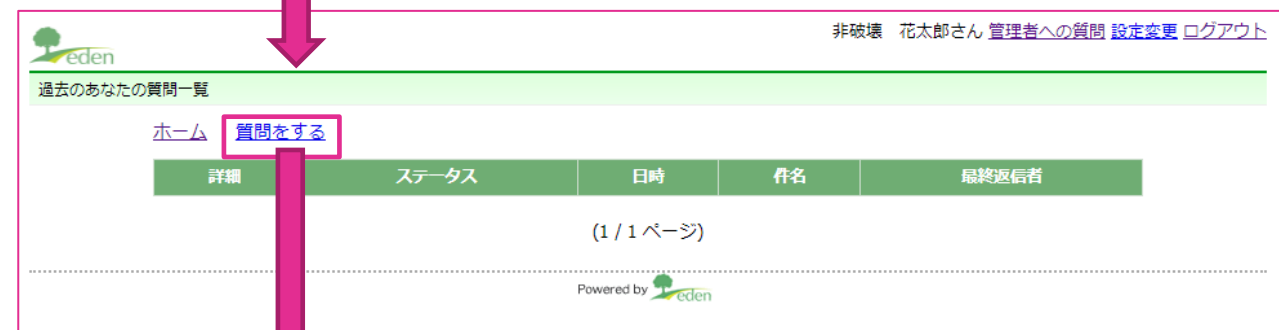 非破壊　花太郎さん 管理者への質問 設定変更 ログアウト
eden
過去のあなたの質問一覧
ホーム 質問をする
詳細 ステータス 日時 件名 最終返信者
(1 / 1 ページ)
Powered by eden